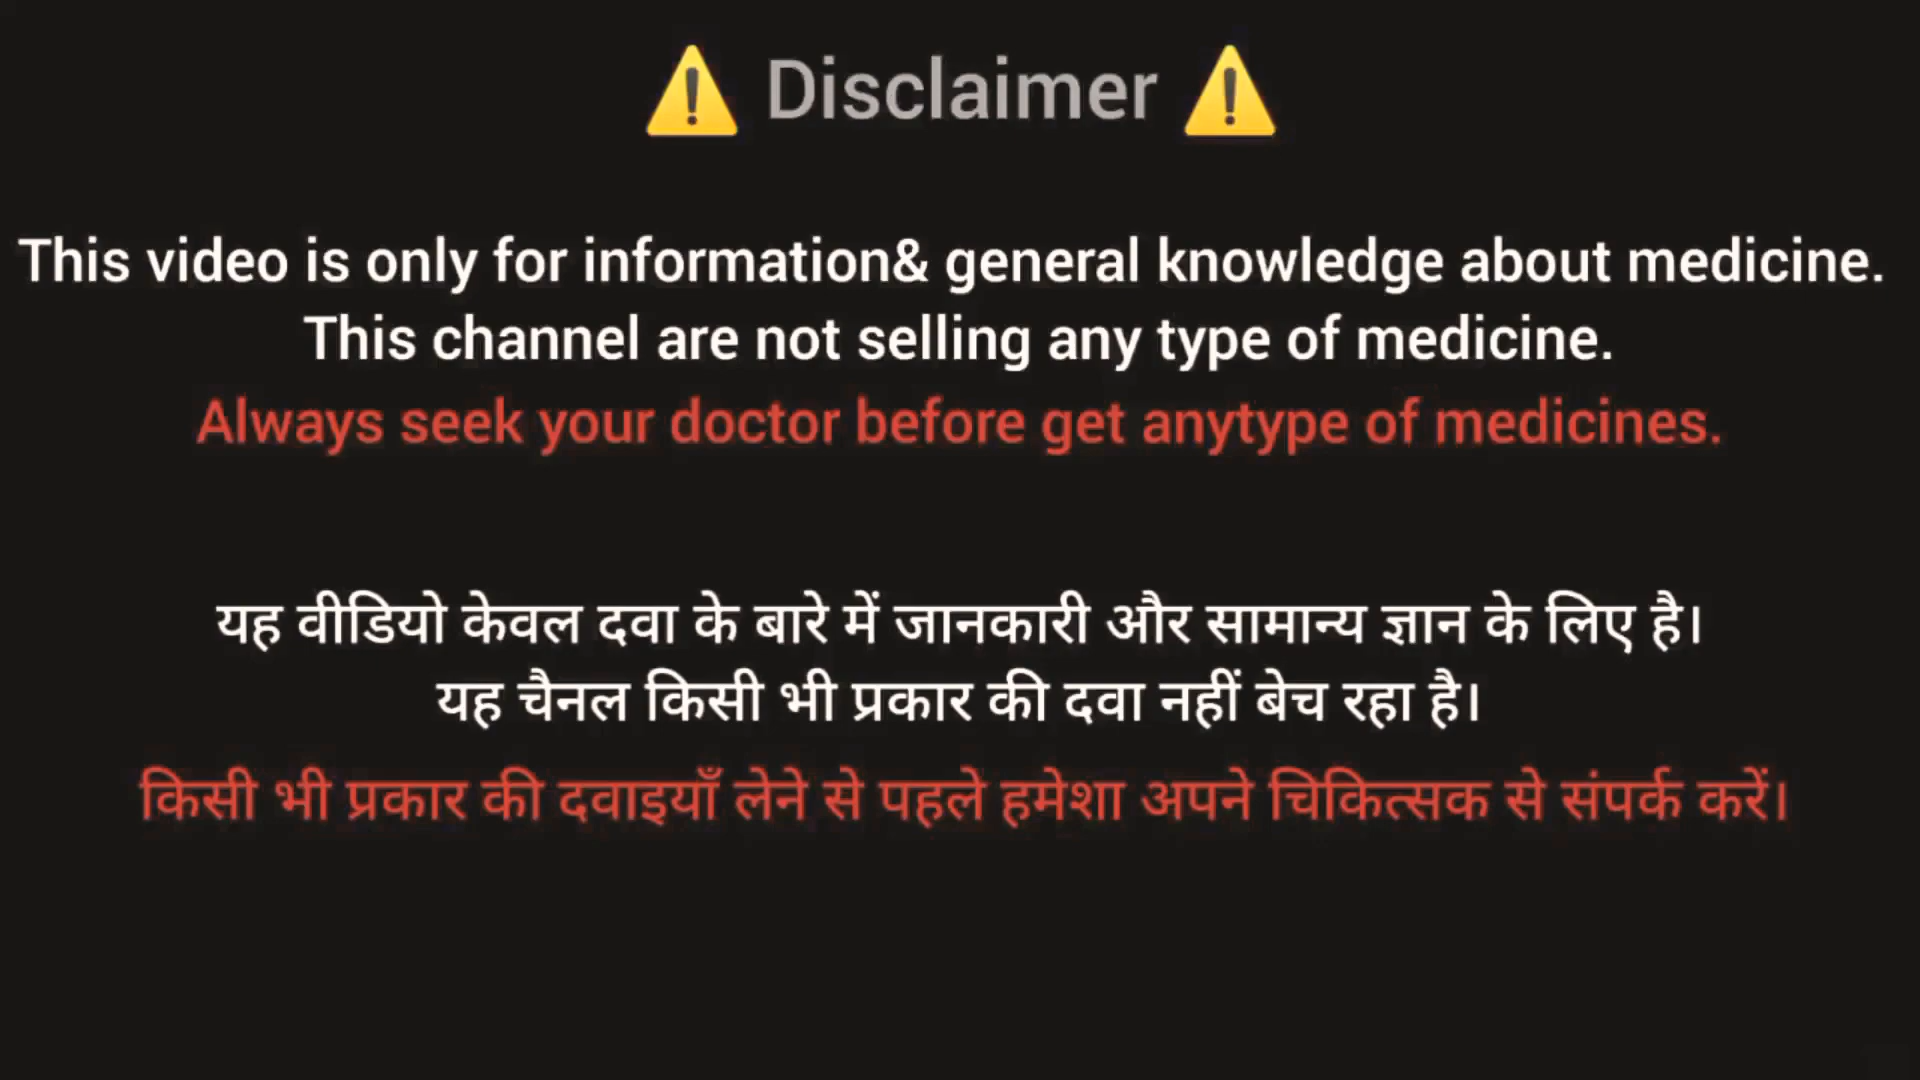 ⚠️ Disclaimer ⚠️
This video is only for information& general knowledge about medicine.
This channel are not selling any type of medicine.
Always seek your doctor before get anytype of medicines.
यह वीडियो केवल दवा के बारे में जानकारी और सामान्य ज्ञान के लिए है।
यह चैनल किसी भी प्रकार की दवा नहीं बेच रहा है।
किसी भी प्रकार की दवाइयाँ लेने से पहले हमेशा अपने चिकित्सक से संपर्क करें।